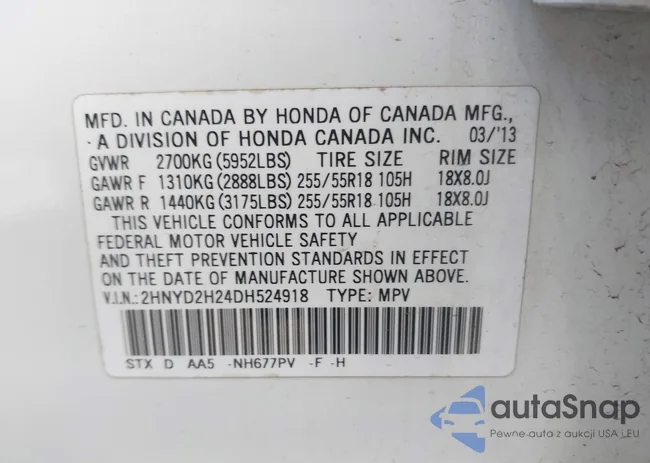 MFD. IN CANADA BY HONDA OF CANADA MFG.,
A DIVISION OF HONDA CANADA INC. 03/'13
GVWR 2700KG(5952LBS) TIRE SIZE RIM SIZE
GAWR F 1310KG(2888LBS) 255/55R18 105H 18X8.0J
GAWR R 1440KG(3175LBS) 255/55R18 105H 18X8.0J
THIS VEHICLE CONFORMS TO ALL APPLICABLE
FEDERAL MOTOR VEHICLE SAFETY
AND THEFT PREVENTION STANDARDS IN EFFECT
ON THE DATE OF MANUFACTURE SHOWN ABOVE.
V.I.N.:2HNYD2H24DH524918 TYPE: MPV
STX D AA5 -NH677PV -F -H
autaSnap
Pewne auta z aukcji USA i EU